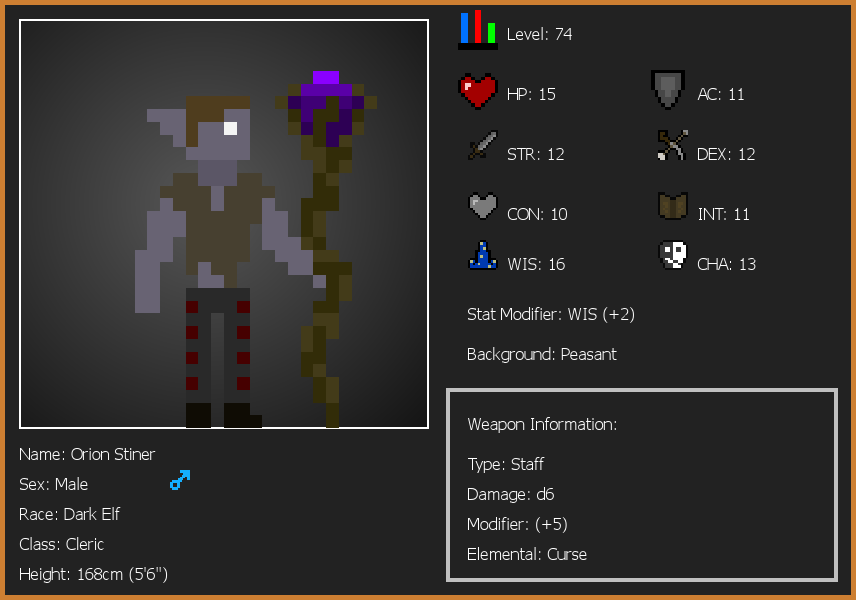 Level: 74
HP: 15
AC: 11
STR: 12
DEX: 12
CON: 10
INT: 11
WIS: 16
CHA: 13
Stat Modifier: WIS (+2)
Background: Peasant
Weapon Information:
Type: Staff
Damage: d6
Modifier: (+5)
Elemental: Curse
Name: Orion Stiner
Sex: Male
Race: Dark Elf
Class: Cleric
Height: 168cm (5'6")